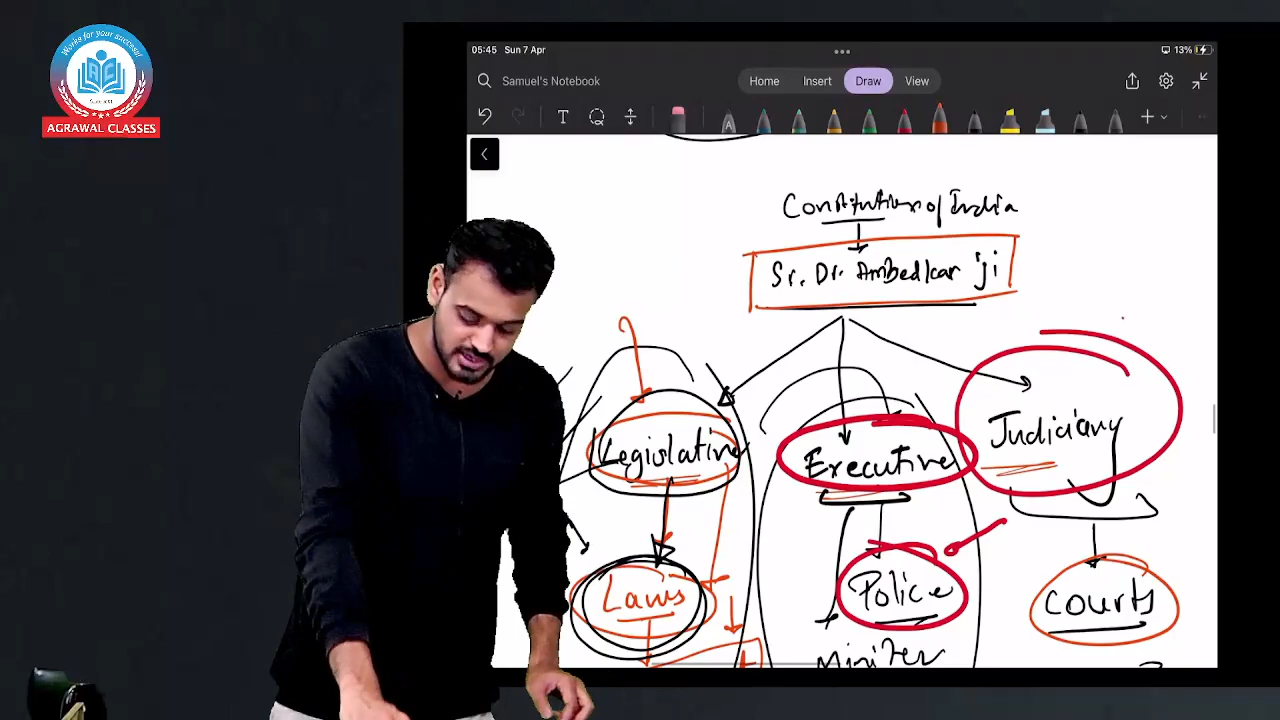 Works for your success!
AC
AGRAWAL CLASSES
05:45 Sun 7 Apr
13%
Samuel's Notebook
Home Insert Draw View
T
A
Constitution of India
Sr. Dr. Ambedkar ji
Legislative Executive Judiciary
Laws Police Courts